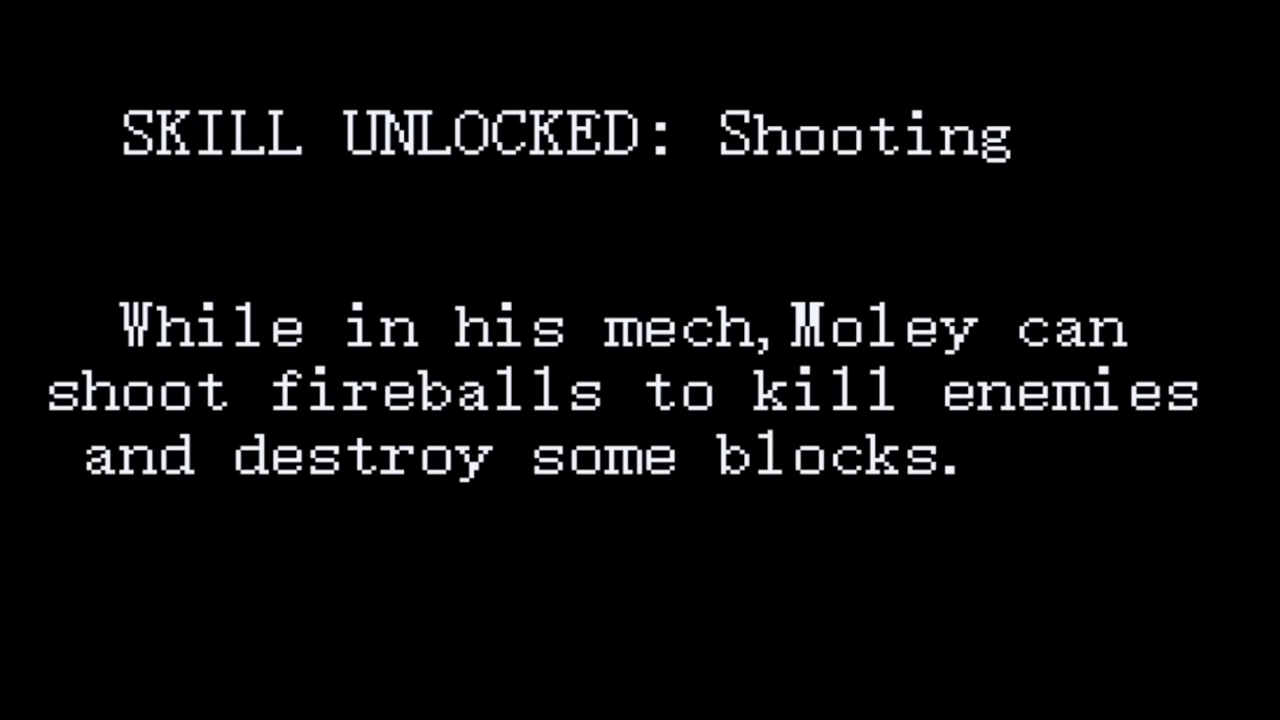 SKILL UNLOCKED: Shooting
While in his mech,Moley can
shoot fireballs to kill enemies
and destroy some blocks.